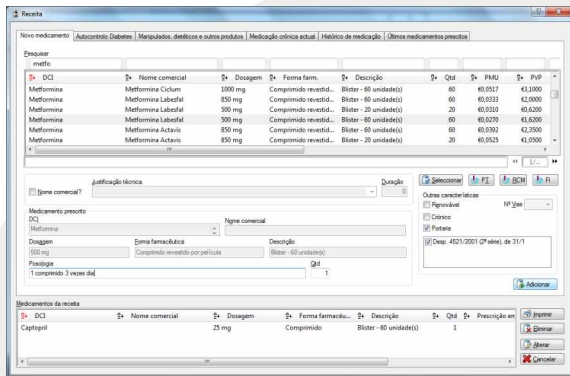 Receita
Novo medicamento Autocontrolo Diabetes Manipulados, dietéticos e outros produtos Medicação crónica actual Histórico de medicação Últimos medicamentos prescritos
Pesquisar
metfo
DCI Nome comercial Dosagem Forma farm. Descrição Qtd PMU PVP
Metformina Metformina Ciclum 1000 mg Comprimido revestid... Blister - 60 unidade(s) 60 €0,0517 €3,1000
Metformina Metformina Labesfal 850 mg Comprimido revestid... Blister - 60 unidade(s) 60 €0,0333 €2,0000
Metformina Metformina Labesfal 500 mg Comprimido revestid... Blister - 20 unidade(s) 20 €0,0310 €0,6200
Metformina Metformina Labesfal 500 mg Comprimido revestid... Blister - 60 unidade(s) 60 €0,0270 €1,6200
Metformina Metformina Actavis 850 mg Comprimido revestid... Blister - 60 unidade(s) 60 €0,0392 €2,3500
Metformina Metformina Actavis 850 mg Comprimido revestid... Blister - 20 unidade(s) 20 €0,0525 €1,0500
1/...
Justificação técnica Duração
Nome comercial? 0
Seleccionar PT RCM FI
Outras características
Renovável Nº Vias
Crónico
Portaria
Desp. 4521/2001 (2ª série), de 31/1
Medicamento prescrito
DCI Nome comercial
Metformina
Dosagem Forma farmacêutica Descrição
500 mg Comprimido revestido por película Blister - 60 unidade(s)
Posologia Qtd
1 comprimido 3 vezes dia 1
Adicionar
Medicamentos da receita
DCI Nome comercial Dosagem Forma farmacêu... Descrição Qtd Prescrição em
Captopril 25 mg Comprimido Blister - 60 unidade(s) 1
Imprimir
Eliminar
Alterar
Cancelar